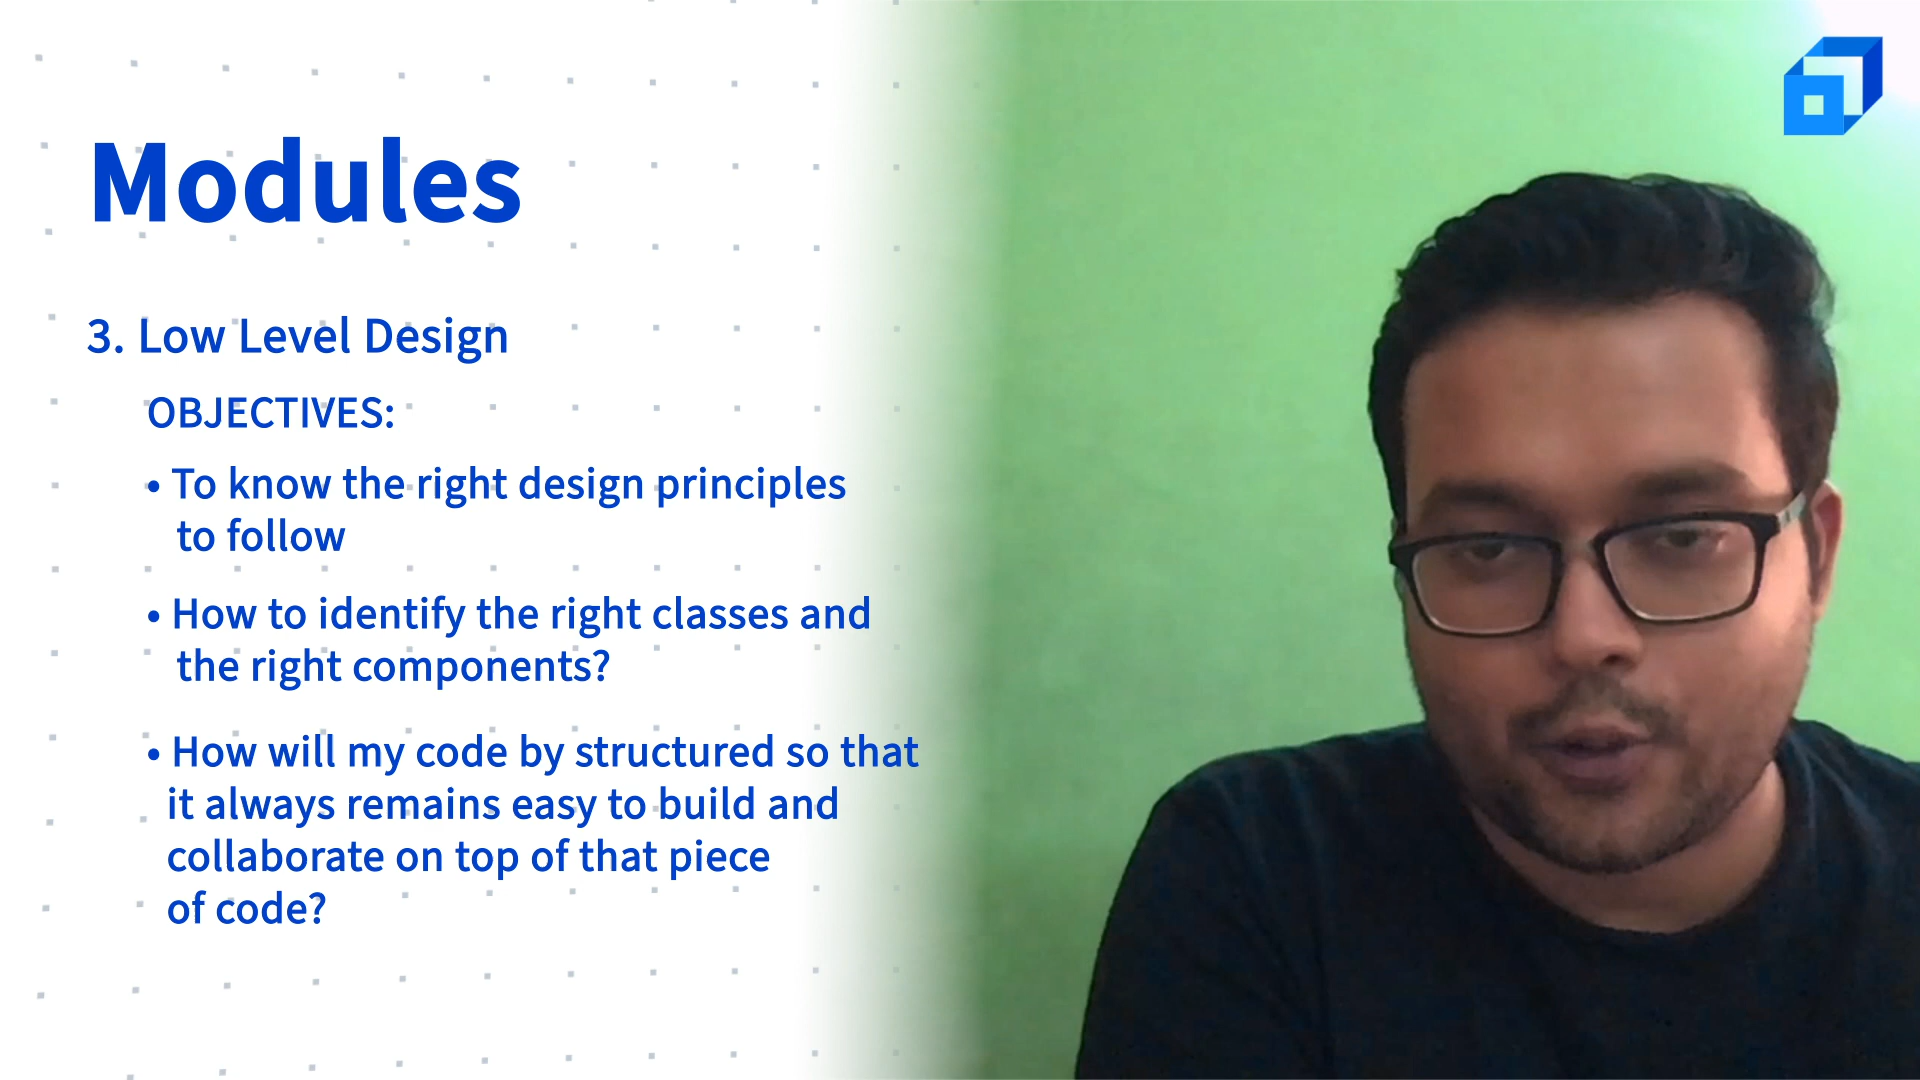 Modules
3. Low Level Design
OBJECTIVES:
• To know the right design principles
to follow
• How to identify the right classes and
the right components?
• How will my code by structured so that
it always remains easy to build and
collaborate on top of that piece
of code?